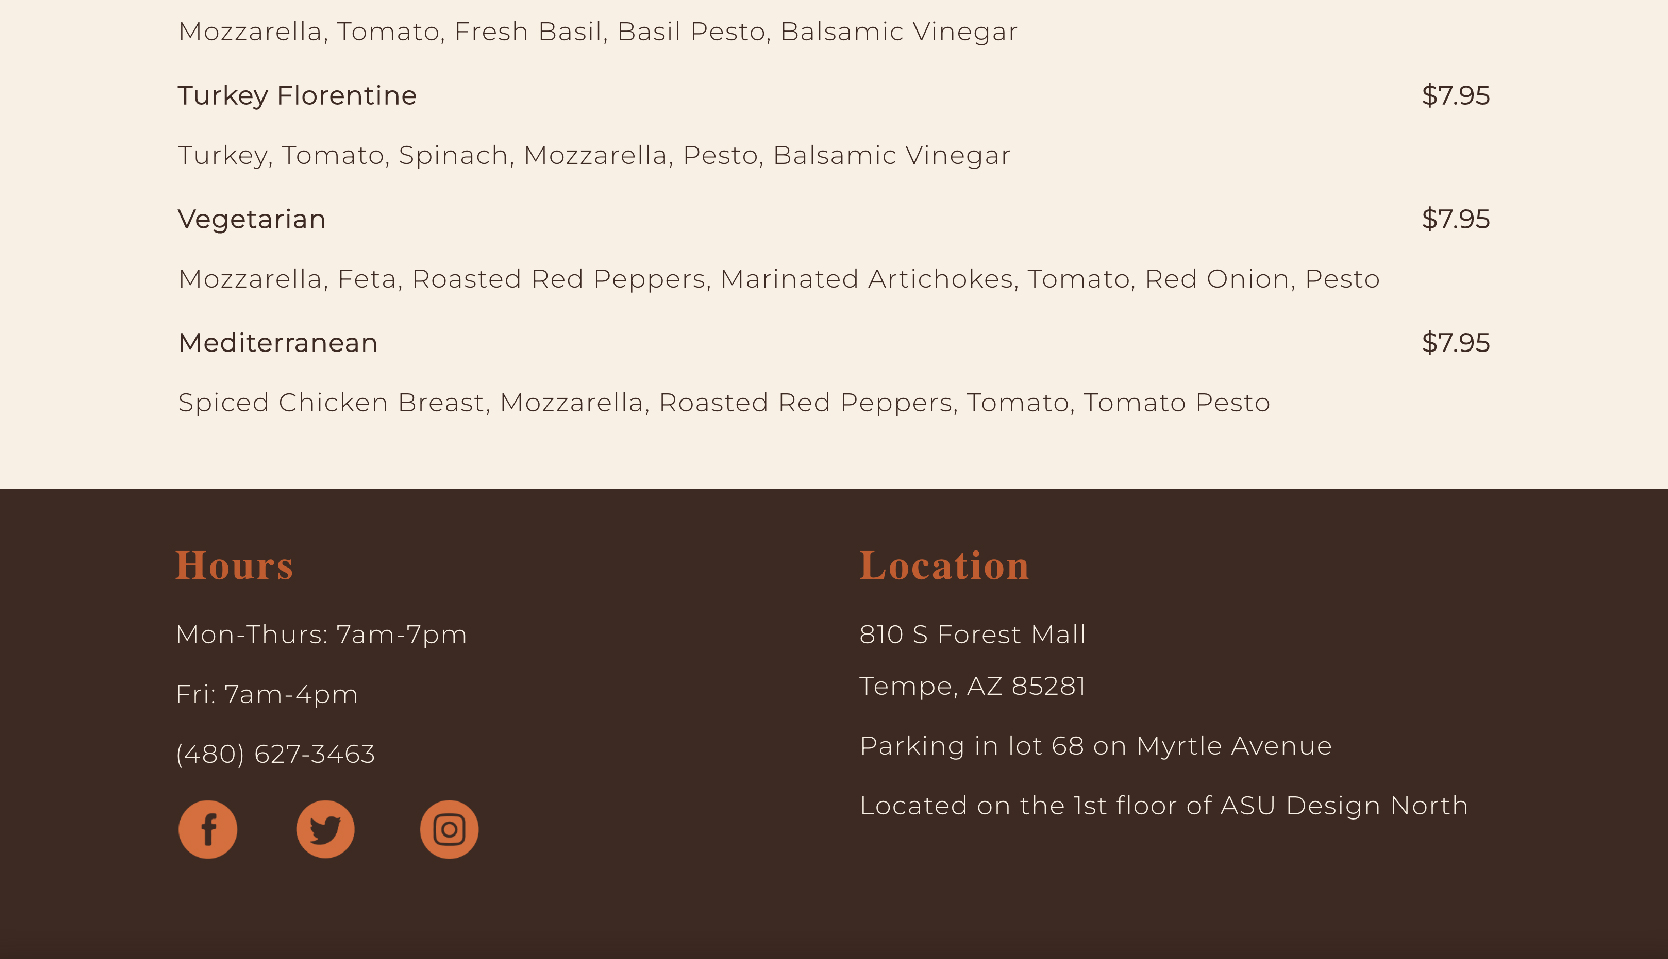 Mozzarella, Tomato, Fresh Basil, Basil Pesto, Balsamic Vinegar
Turkey Florentine $7.95
Turkey, Tomato, Spinach, Mozzarella, Pesto, Balsamic Vinegar
Vegetarian $7.95
Mozzarella, Feta, Roasted Red Peppers, Marinated Artichokes, Tomato, Red Onion, Pesto
Mediterranean $7.95
Spiced Chicken Breast, Mozzarella, Roasted Red Peppers, Tomato, Tomato Pesto
Hours
Mon-Thurs: 7am-7pm
Fri: 7am-4pm
(480) 627-3463
Location
810 S Forest Mall
Tempe, AZ 85281
Parking in lot 68 on Myrtle Avenue
Located on the 1st floor of ASU Design North